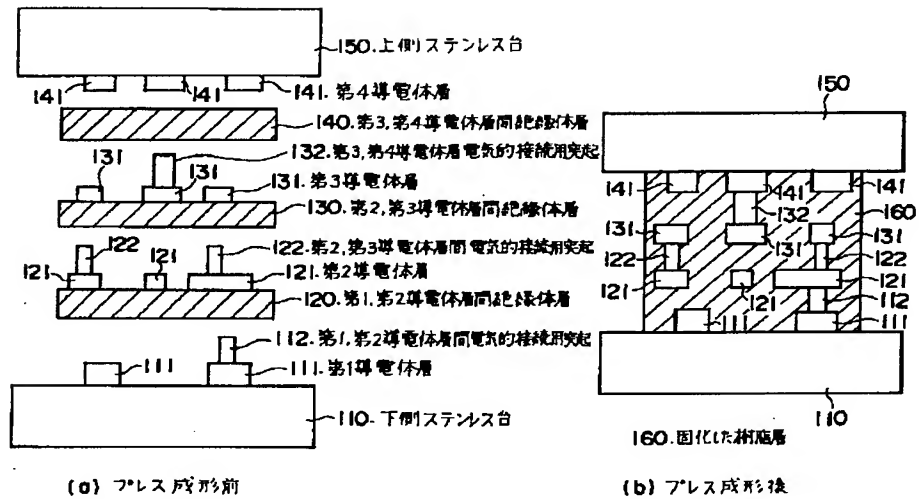 150.上側ステンレス台
141 141 141.第4導電体層
140.第3,第4導電体層間絶縁体層
132.第3,第4導電体層電気的接続用突起
131 131 131.第3導電体層
130.第2,第3導電体層間絶縁体層
122 122.第2,第3導電体層間電気的接続用突起
121 121 121.第2導電体層
120.第1,第2導電体層間絶縁体層
112.第1,第2導電体層間電気的接続用突起
111 111.第1導電体層
110.下側ステンレス台
(a) プレス成形前
150
141 141 141
132 160
131 131 131
122 122
121 121 121
112
111 111
110
160.固化した樹脂層
(b) プレス成形後